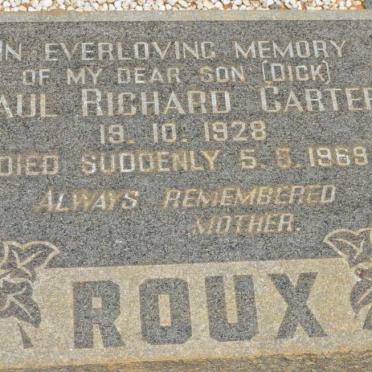 IN EVERLOVING MEMORY
OF MY DEAR SON (DICK)
PAUL RICHARD CARTER
19. 10. 1928
DIED SUDDENLY 5. 5. 1969
ALWAYS REMEMBERED
MOTHER.
ROUX